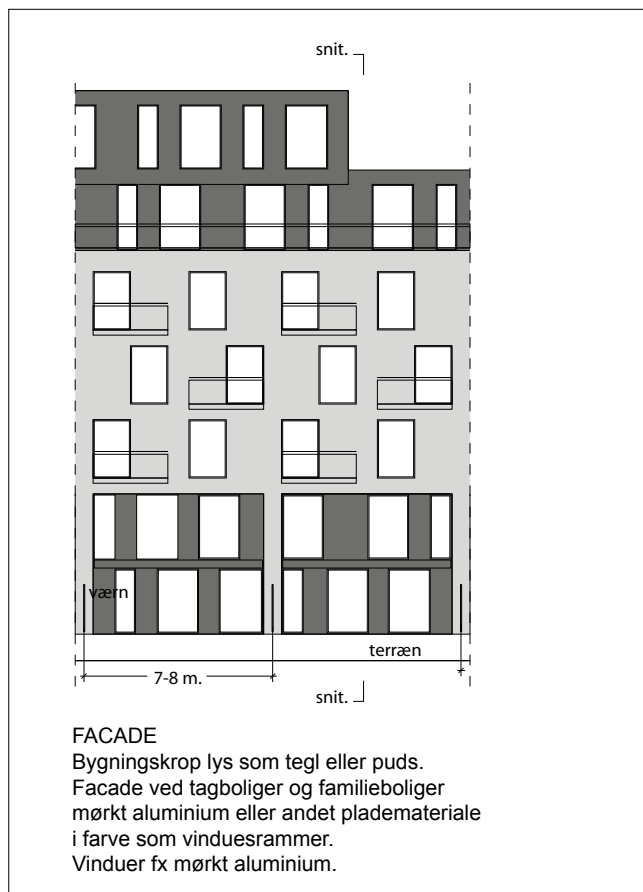 snit.
værn
terræn
7-8 m.
snit.
FACADE
Bygningskrop lys som tegl eller puds.
Facade ved tagboliger og familieboliger
mørkt aluminium eller andet plademateriale
i farve som vinduesrammer.
Vinduer fx mørkt aluminium.